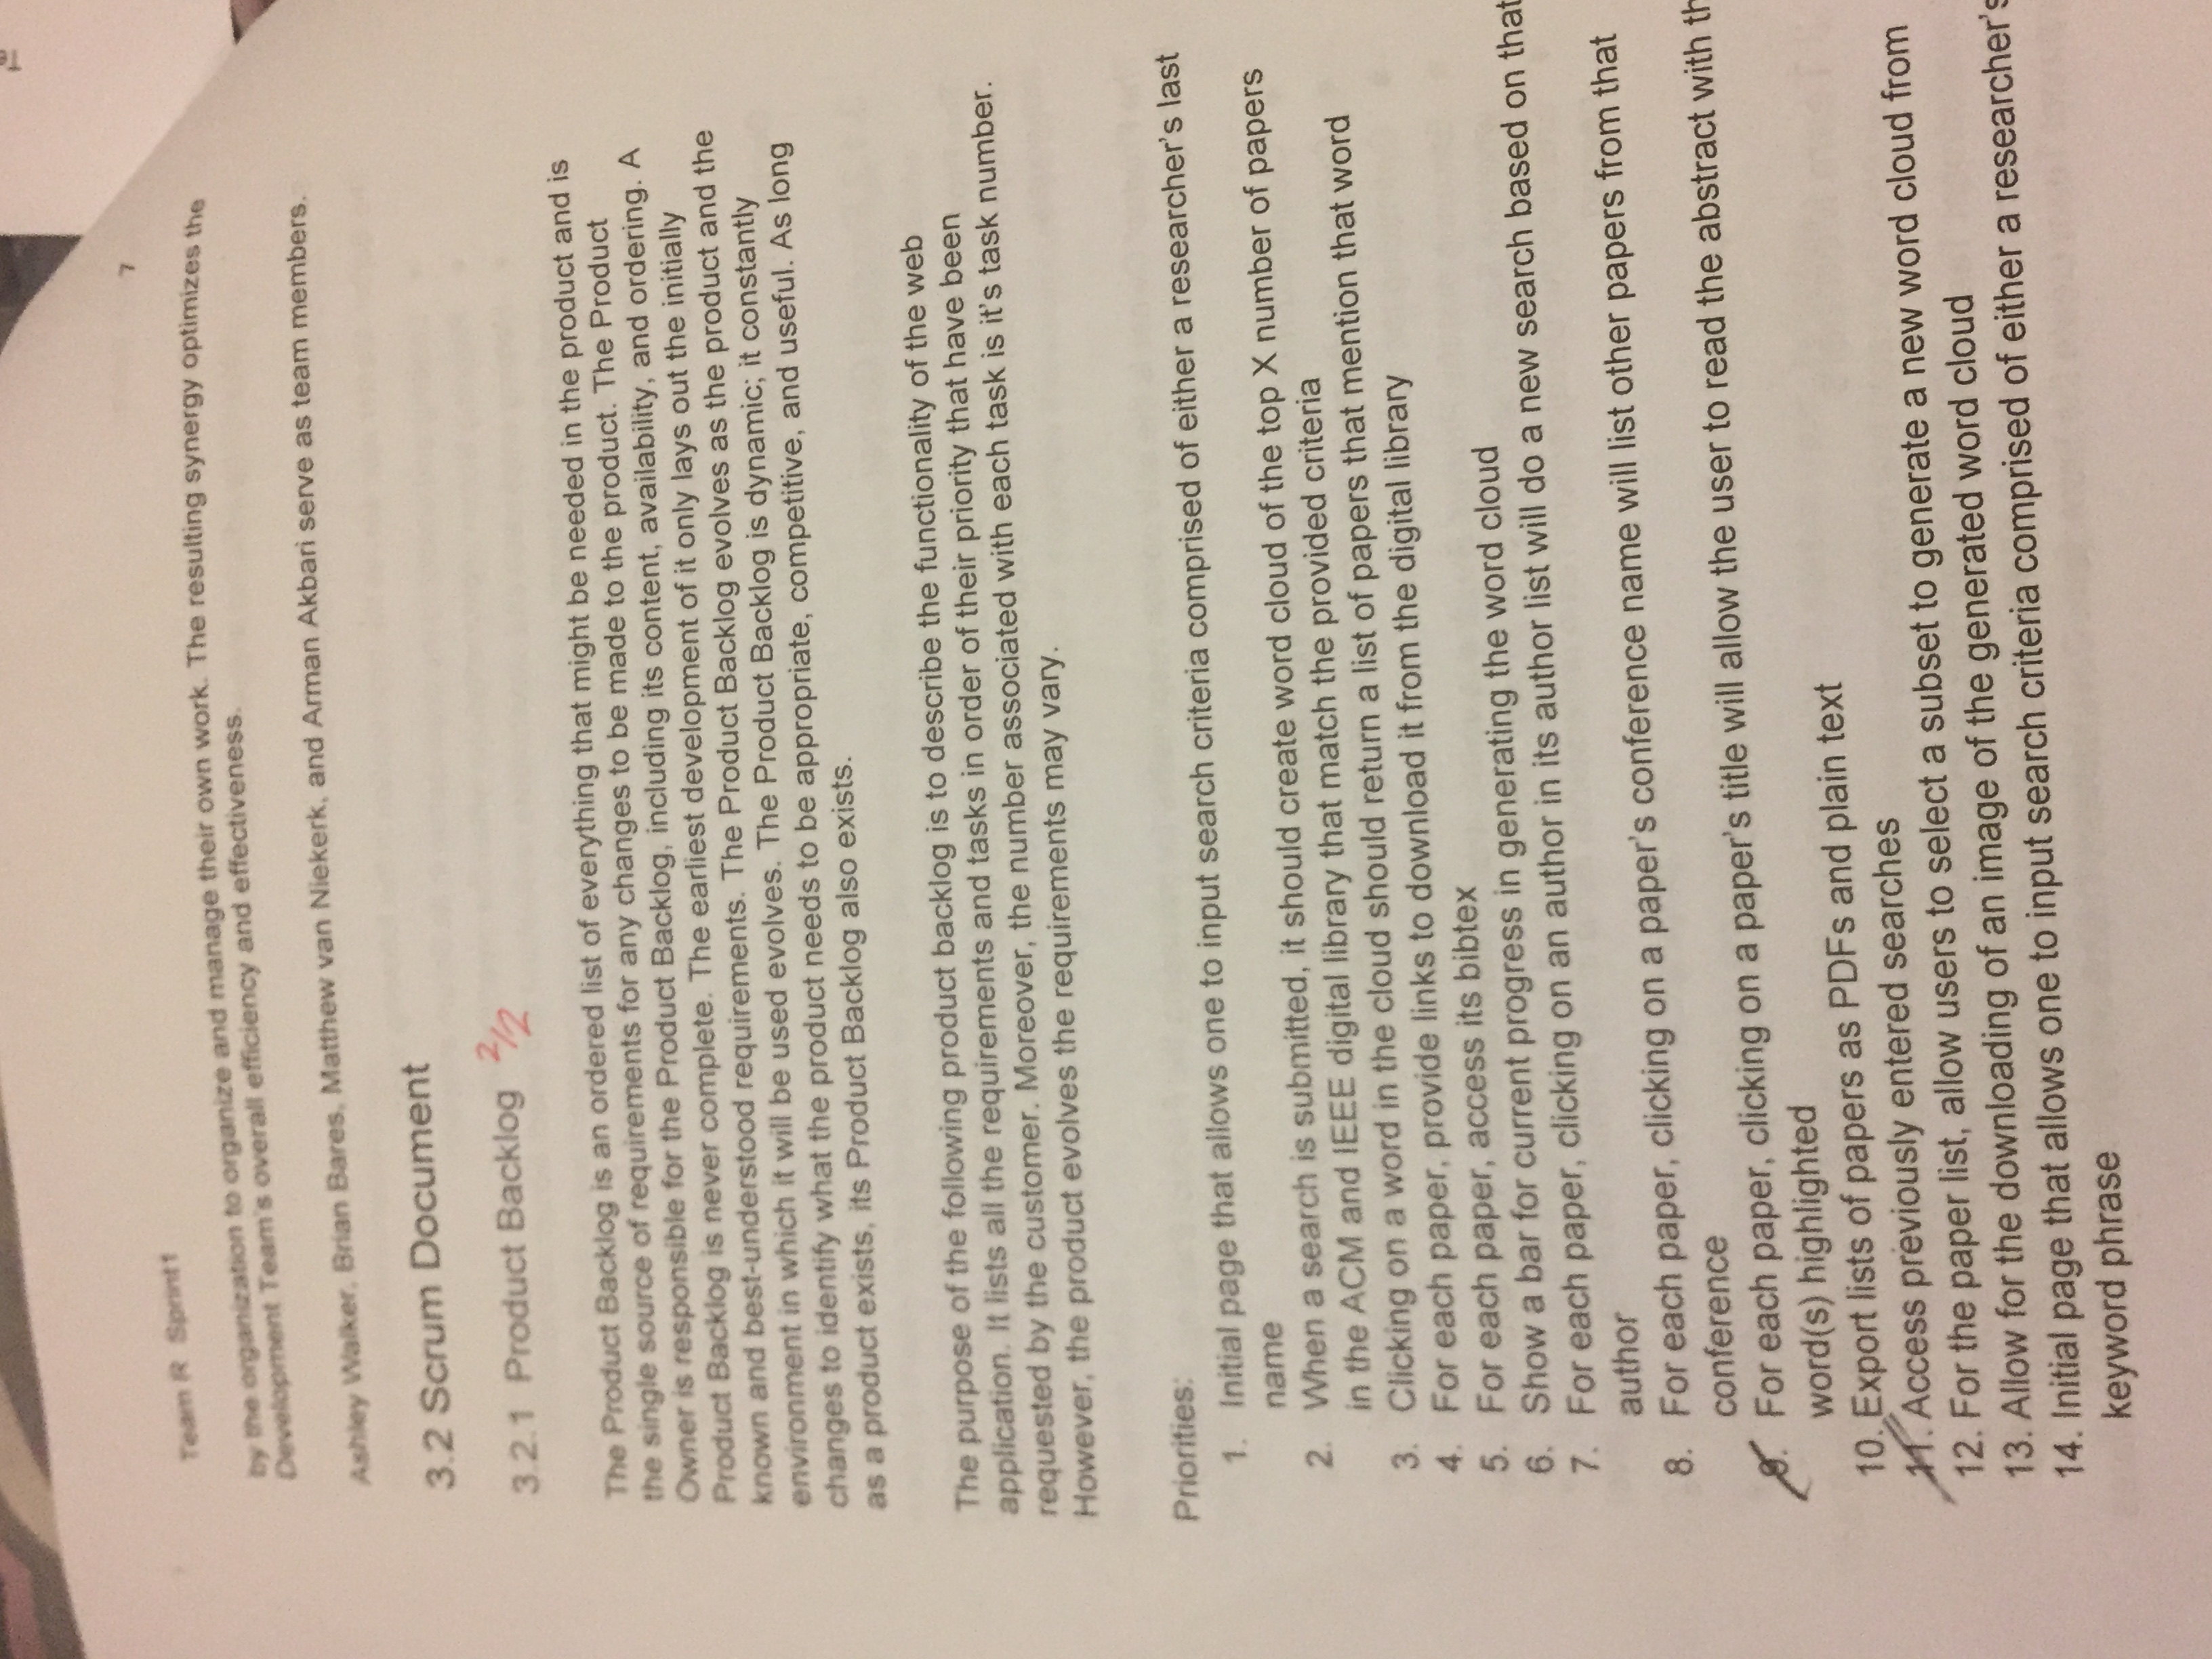 Te
7
Team R Sprint1
by the organization to organize and manage their own work. The resulting synergy optimizes the
Development Team's overall efficiency and effectiveness.
Ashley Walker, Brian Bares, Matthew van Niekerk, and Arman Akbari serve as team members.
3.2 Scrum Document
3.2.1 Product Backlog 2/2
The Product Backlog is an ordered list of everything that might be needed in the product and is
the single source of requirements for any changes to be made to the product. The Product
Owner is responsible for the Product Backlog, including its content, availability, and ordering. A
Product Backlog is never complete. The earliest development of it only lays out the initially
known and best-understood requirements. The Product Backlog evolves as the product and the
environment in which it will be used evolves. The Product Backlog is dynamic; it constantly
changes to identify what the product needs to be appropriate, competitive, and useful. As long
as a product exists, its Product Backlog also exists.
The purpose of the following product backlog is to describe the functionality of the web
application. It lists all the requirements and tasks in order of their priority that have been
requested by the customer. Moreover, the number associated with each task is it's task number.
However, the product evolves the requirements may vary.
Priorities:
1. Initial page that allows one to input search criteria comprised of either a researcher's last
name
2. When a search is submitted, it should create word cloud of the top X number of papers
in the ACM and IEEE digital library that match the provided criteria
3. Clicking on a word in the cloud should return a list of papers that mention that word
4. For each paper, provide links to download it from the digital library
5. For each paper, access its bibtex
6. Show a bar for current progress in generating the word cloud
7. For each paper, clicking on an author in its author list will do a new search based on that
author
8. For each paper, clicking on a paper's conference name will list other papers from that
conference
9. For each paper, clicking on a paper's title will allow the user to read the abstract with th
word(s) highlighted
10. Export lists of papers as PDFs and plain text
11. Access previously entered searches
12. For the paper list, allow users to select a subset to generate a new word cloud from
13. Allow for the downloading of an image of the generated word cloud
14. Initial page that allows one to input search criteria comprised of either a researcher's
keyword phrase